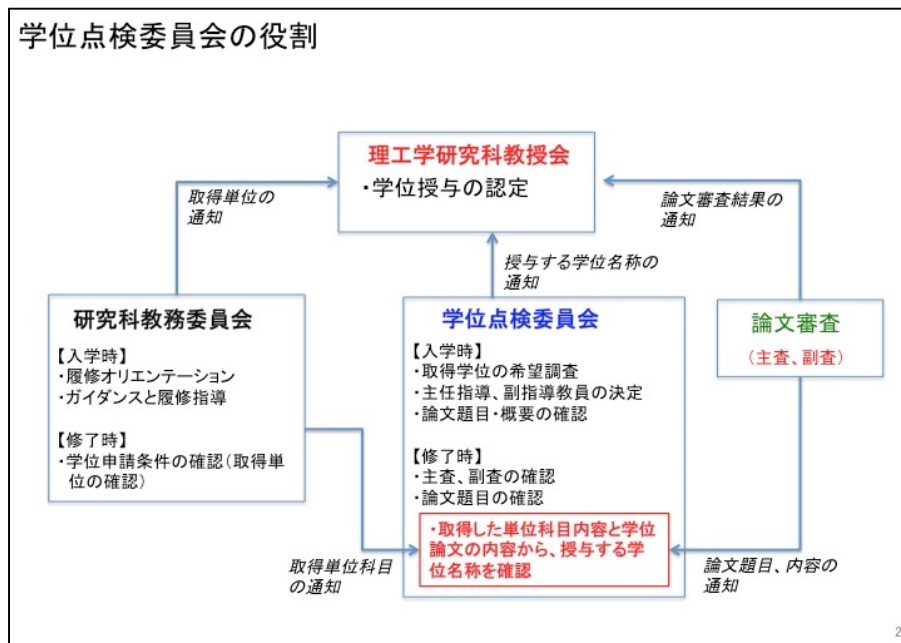 学位点検委員会の役割
理工学研究科教授会
・学位授与の認定
取得単位の
通知
論文審査結果の
通知
授与する学位名称の
通知
研究科教務委員会
【入学時】
・履修オリエンテーション
・ガイダンスと履修指導
【修了時】
・学位申請条件の確認(取得単
位の確認)
学位点検委員会
【入学時】
・取得学位の希望調査
・主任指導、副指導教員の決定
・論文題目・概要の確認
【修了時】
・主査、副査の確認
・論文題目の確認
・取得した単位科目内容と学位
論文の内容から、授与する学
位名称を確認
論文審査
(主査、副査)
取得単位科目
の通知
論文題目、内容の
通知
2